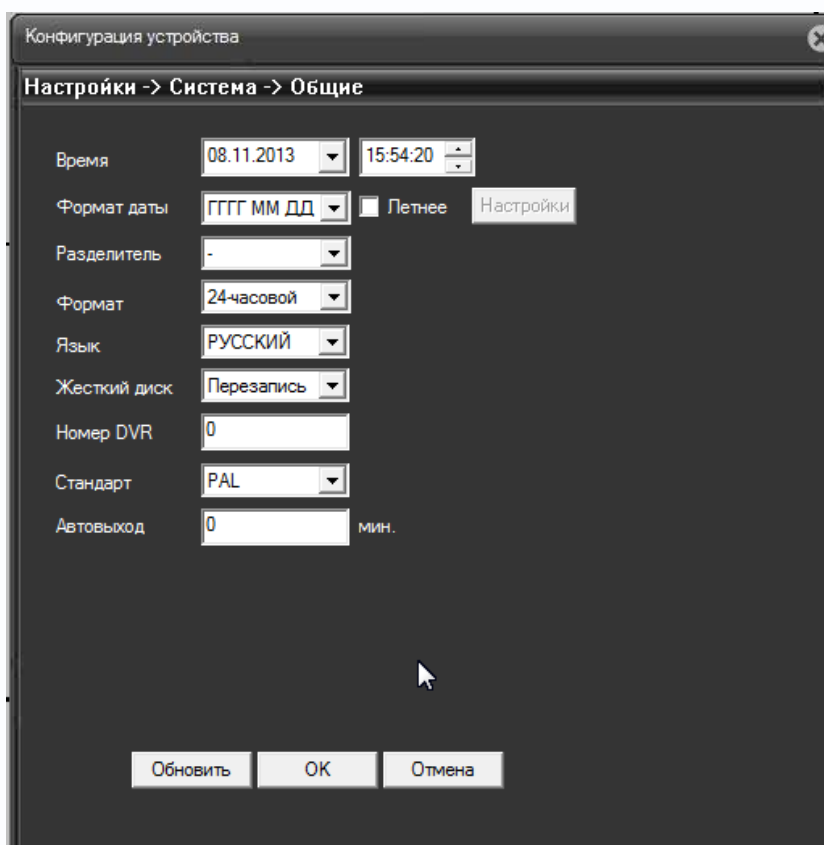 Конфигурация устройства
Настройки -> Система -> Общие
Время 08.11.2013 15:54:20
Формат даты ГГГГ ММ ДД Летнее Настройки
Разделитель -
Формат 24-часовой
Язык РУССКИЙ
Жесткий диск Перезапись
Номер DVR 0
Стандарт PAL
Автовыход 0 мин.
Обновить OK Отмена